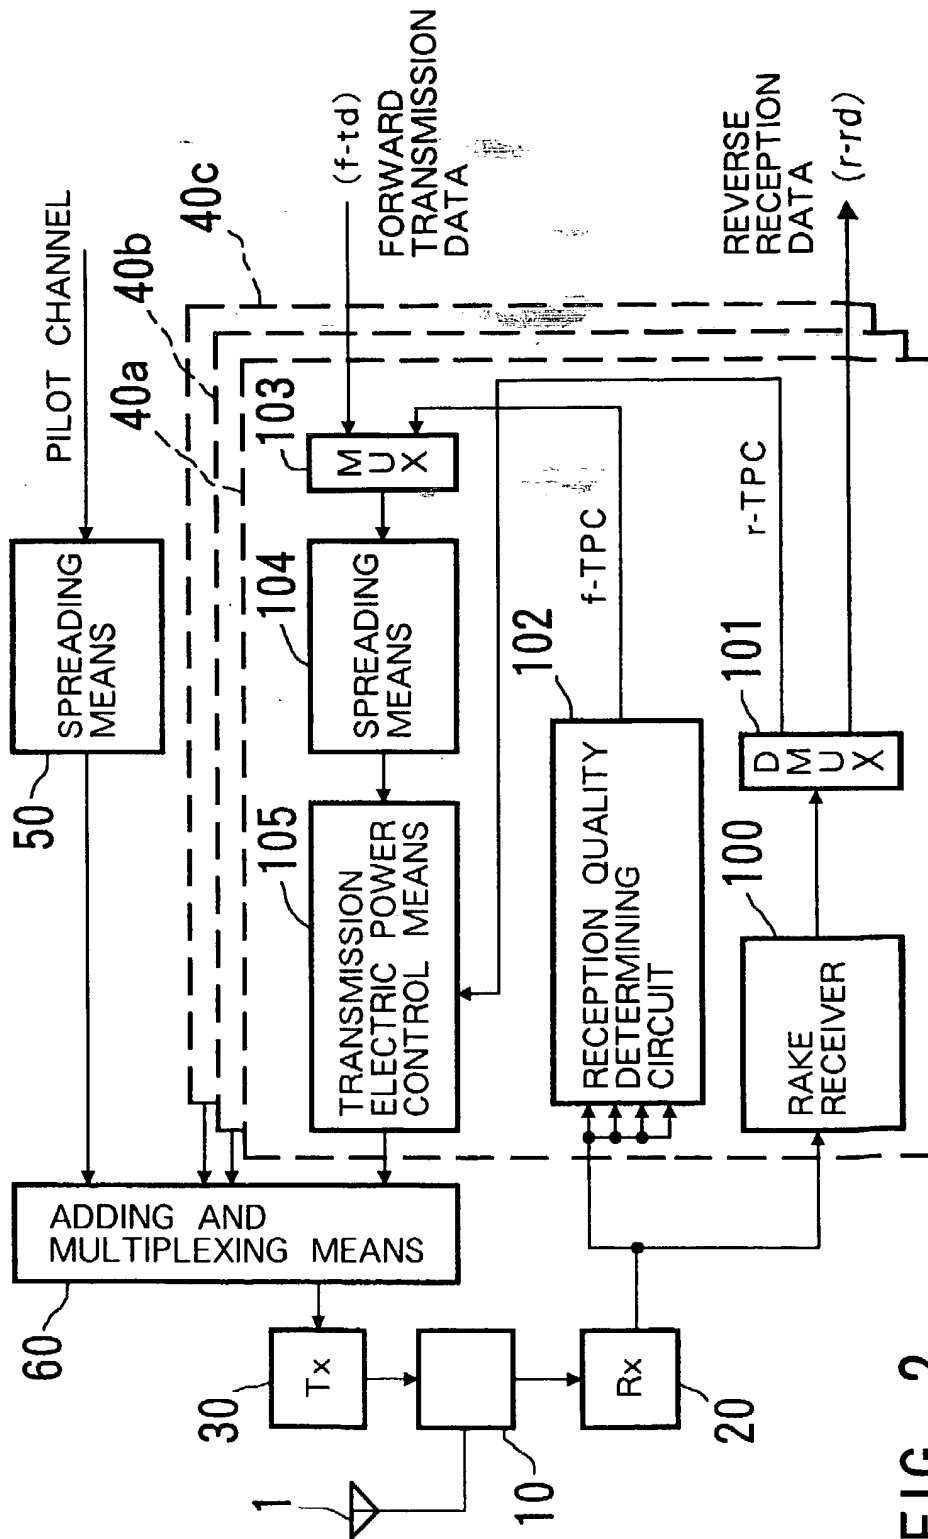 PILOT CHANNEL
50
SPREADING
MEANS
40a
40b
40c
60
ADDING AND
MULTIPLEXING MEANS
105
TRANSMISSION
ELECTRIC POWER
CONTROL MEANS
104
SPREADING
MEANS
103
MUX
(f-td)
FORWARD
TRANSMISSION
DATA
30
Tx
1
10
102
RECEPTION QUALITY
DETERMINING
CIRCUIT
f-TPC
r-TPC
20
Rx
100
RAKE
RECEIVER
101
DMUX
REVERSE
RECEPTION
DATA
(r-rd)
FIG. 2